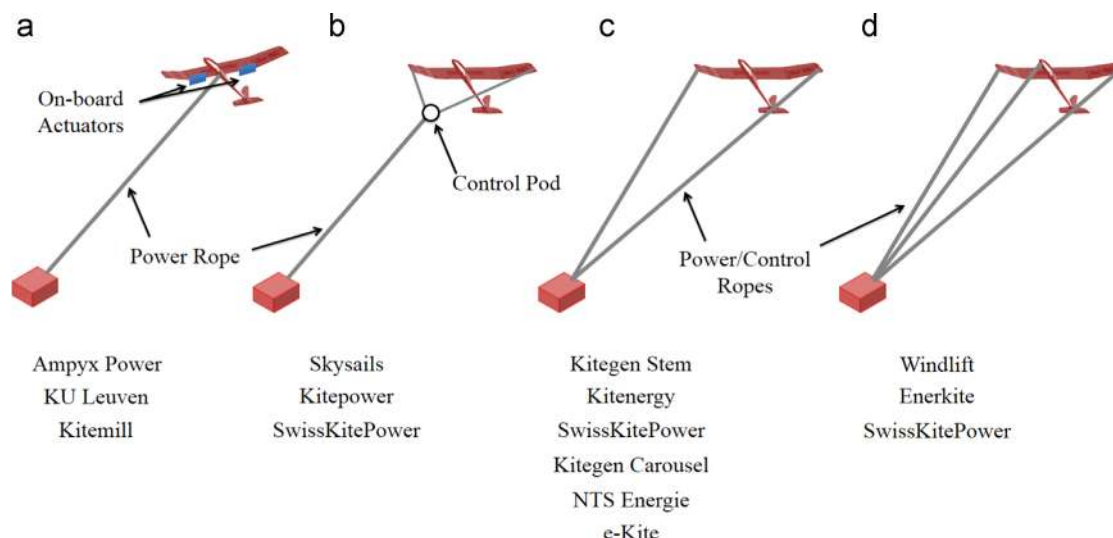 a
b
c
d
On-board
Actuators
Control Pod
Power Rope
Power/Control
Ropes
Ampyx Power
KU Leuven
Kitemill
Skysails
Kitepower
SwissKitePower
Kitegen Stem
Kitenergy
SwissKitePower
Kitegen Carousel
NTS Energie
e-Kite
Windlift
Enerkite
SwissKitePower